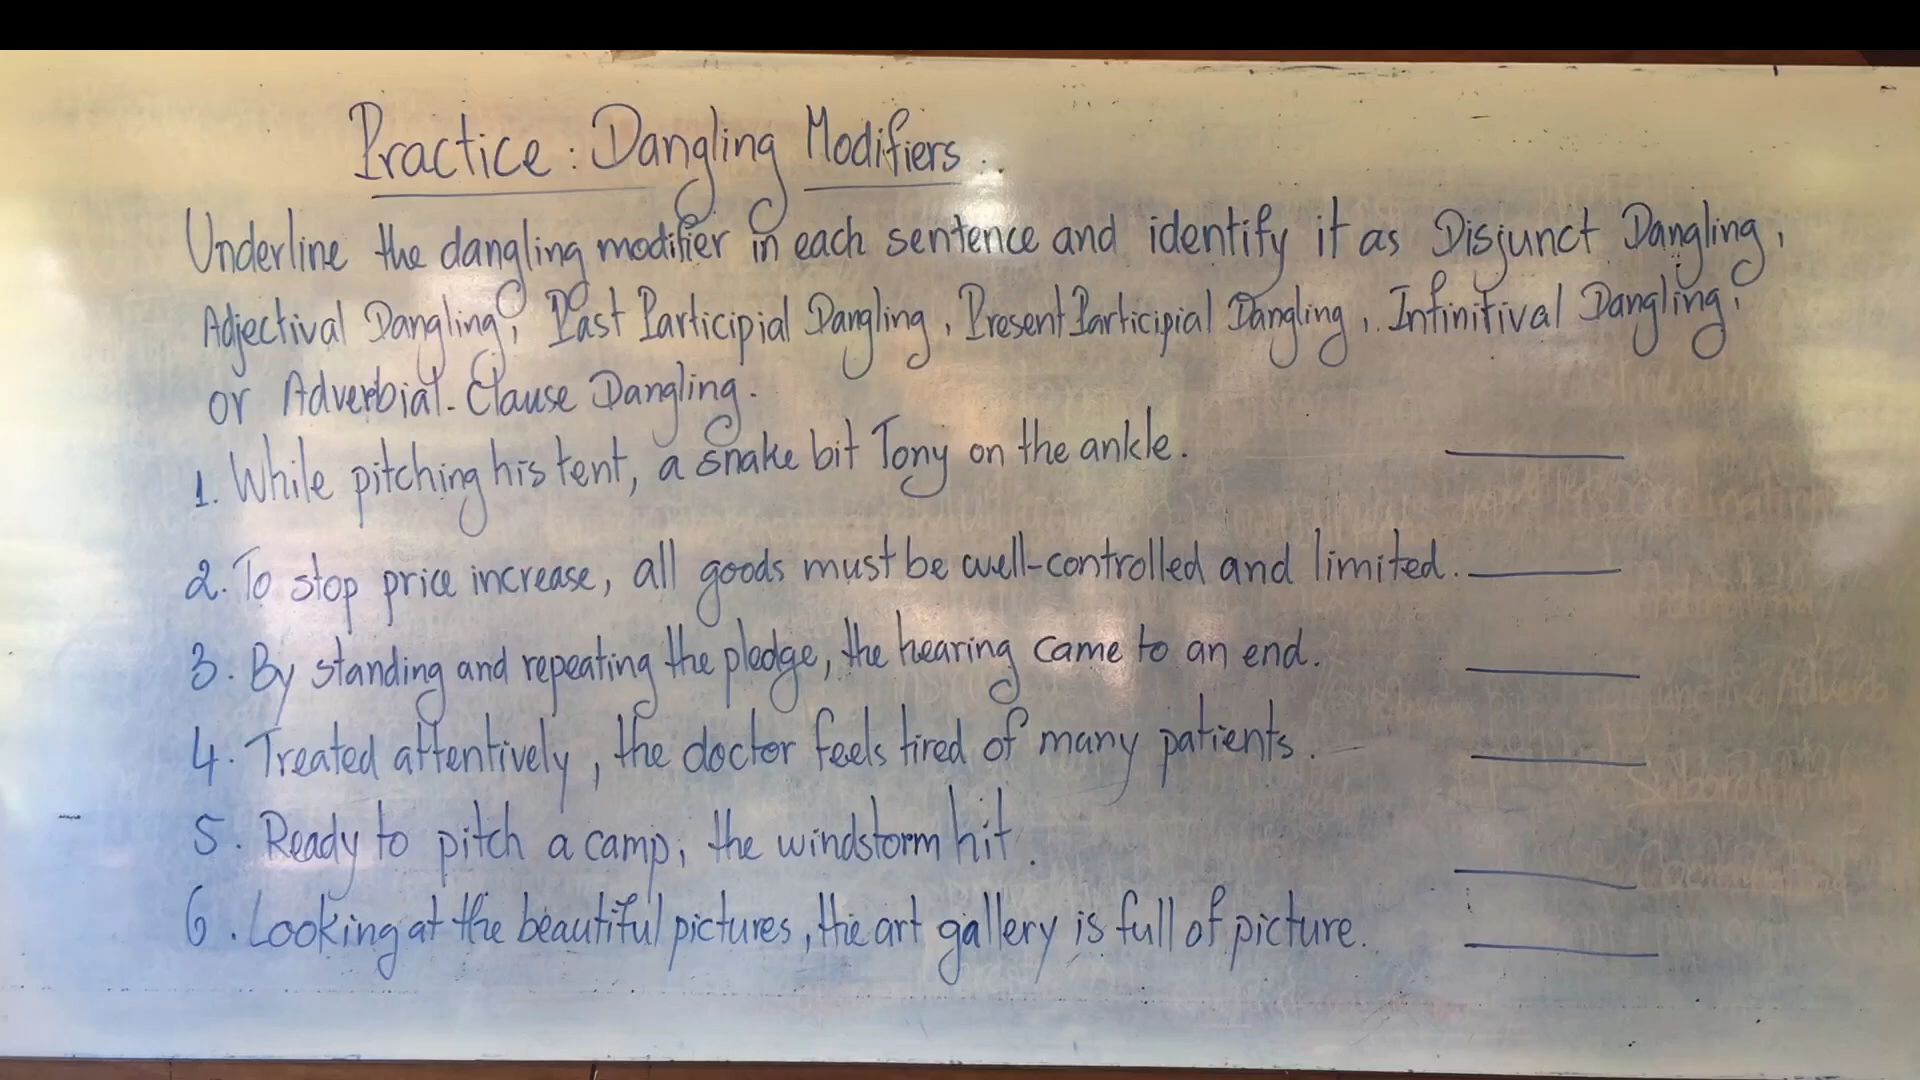 Practice: Dangling Modifiers.
Underline the dangling modifier in each sentence and identify it as Disjunct Dangling,
Adjectival Dangling, Past Participial Dangling, Present Participial Dangling, Infinitival Dangling,
or Adverbial-Clause Dangling.
1. While pitching his tent, a snake bit Tony on the ankle.
2. To stop price increase, all goods must be well-controlled and limited.
3. By standing and repeating the pledge, the hearing came to an end.
4. Treated attentively, the doctor feels tired of many patients.
5. Ready to pitch a camp, the windstorm hit.
6. Looking at the beautiful pictures, the art gallery is full of picture.